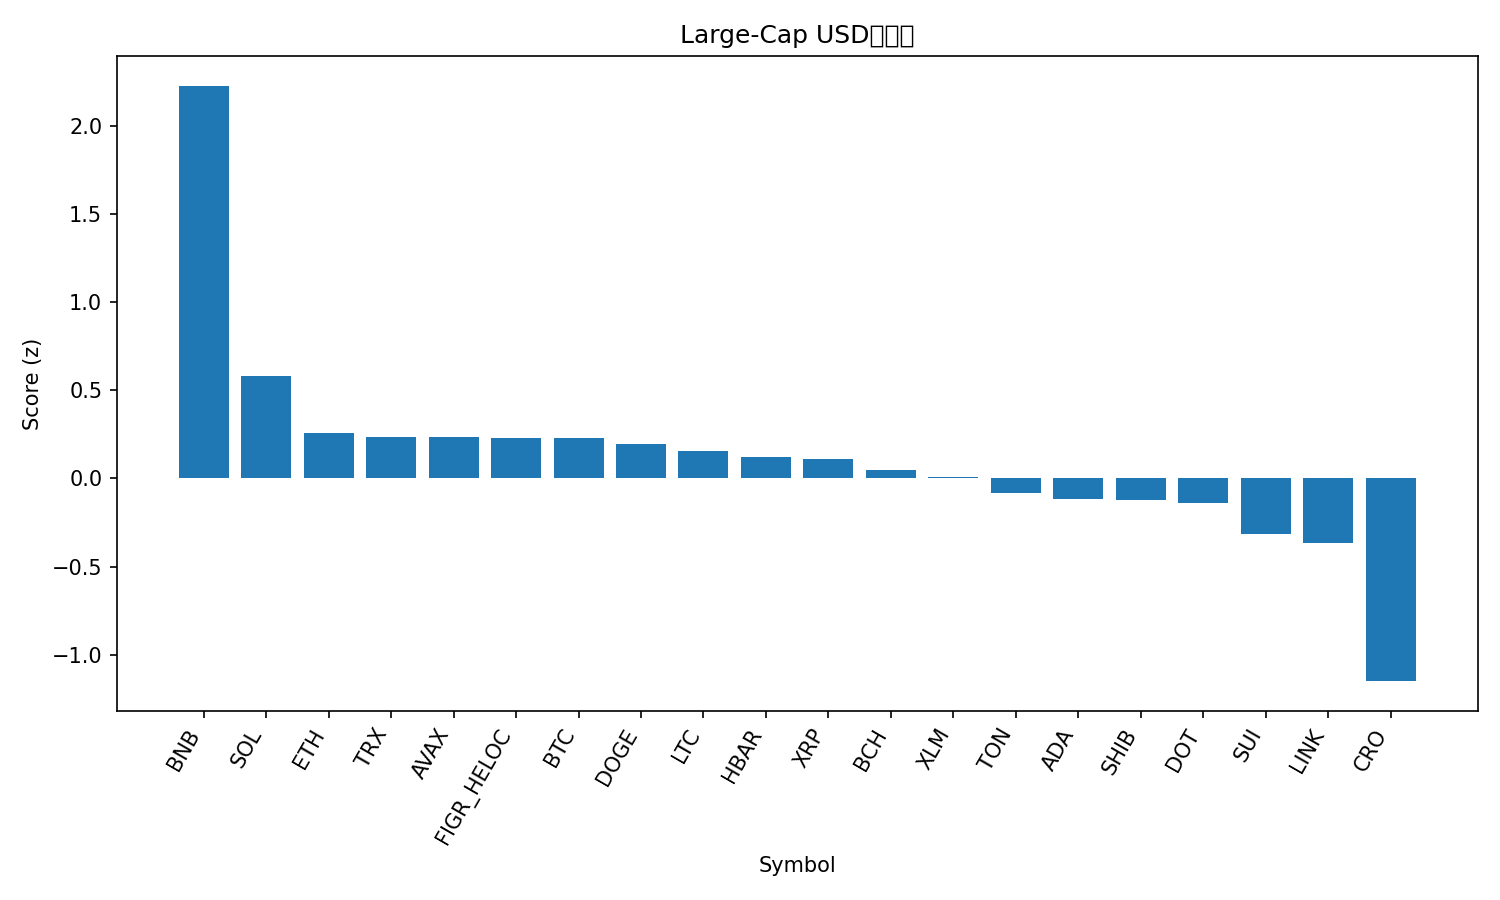 Large-Cap USD
Score (z)
2.0
1.5
1.0
0.5
0.0
−0.5
−1.0
BNB
SOL
ETH
TRX
AVAX
FIGR_HELOC
BTC
DOGE
LTC
HBAR
XRP
BCH
XLM
TON
ADA
SHIB
DOT
SUI
LINK
CRO
Symbol